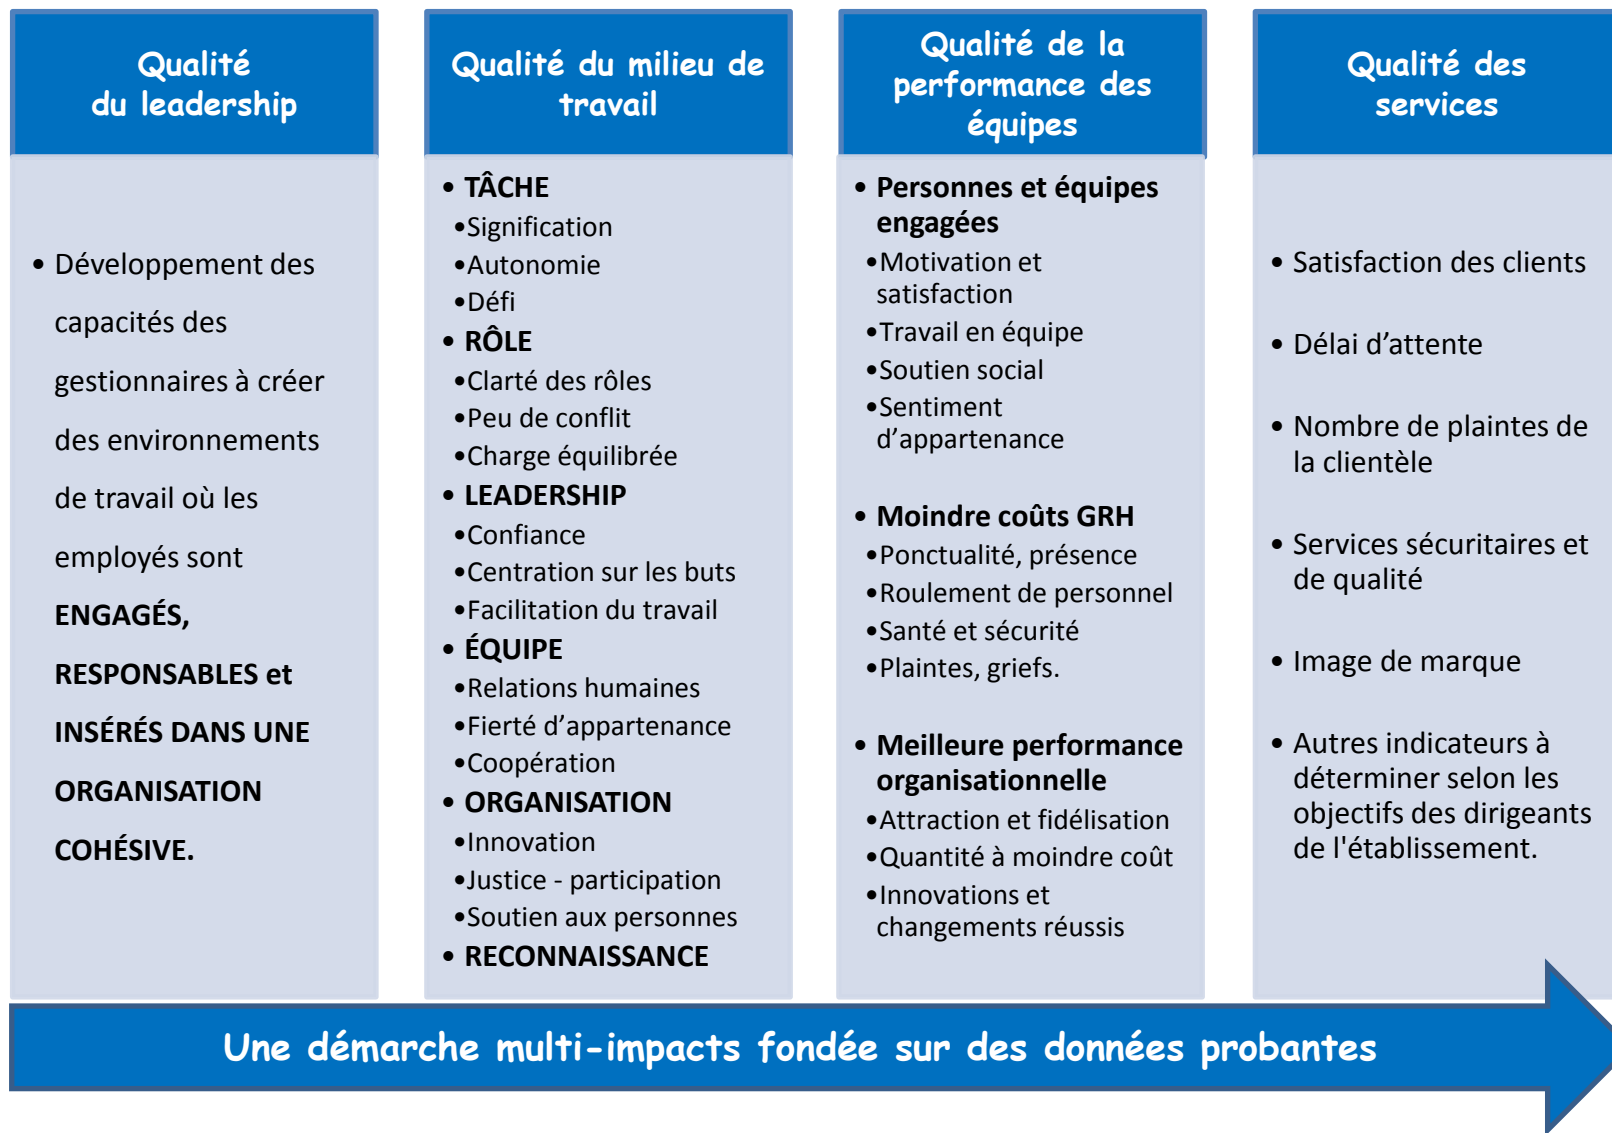 Qualité
du leadership
• Développement des
capacités des
gestionnaires à créer
des environnements
de travail où les
employés sont
ENGAGÉS,
RESPONSABLES et
INSÉRÉS DANS UNE
ORGANISATION
COHÉSIVE.
Qualité du milieu de
travail
• TÂCHE
•Signification
•Autonomie
•Défi
• RÔLE
•Clarté des rôles
•Peu de conflit
•Charge équilibrée
• LEADERSHIP
•Confiance
•Centration sur les buts
•Facilitation du travail
• ÉQUIPE
•Relations humaines
•Fierté d’appartenance
•Coopération
• ORGANISATION
•Innovation
•Justice - participation
•Soutien aux personnes
• RECONNAISSANCE
Qualité de la
performance des
équipes
• Personnes et équipes
engagées
•Motivation et
satisfaction
•Travail en équipe
•Soutien social
•Sentiment
d’appartenance
• Moindre coûts GRH
•Ponctualité, présence
•Roulement de personnel
•Santé et sécurité
•Plaintes, griefs.
• Meilleure performance
organisationnelle
•Attraction et fidélisation
•Quantité à moindre coût
•Innovations et
changements réussis
Qualité des
services
• Satisfaction des clients
• Délai d’attente
• Nombre de plaintes de
la clientèle
• Services sécuritaires et
de qualité
• Image de marque
• Autres indicateurs à
déterminer selon les
objectifs des dirigeants
de l'établissement.
Une démarche multi-impacts fondée sur des données probantes